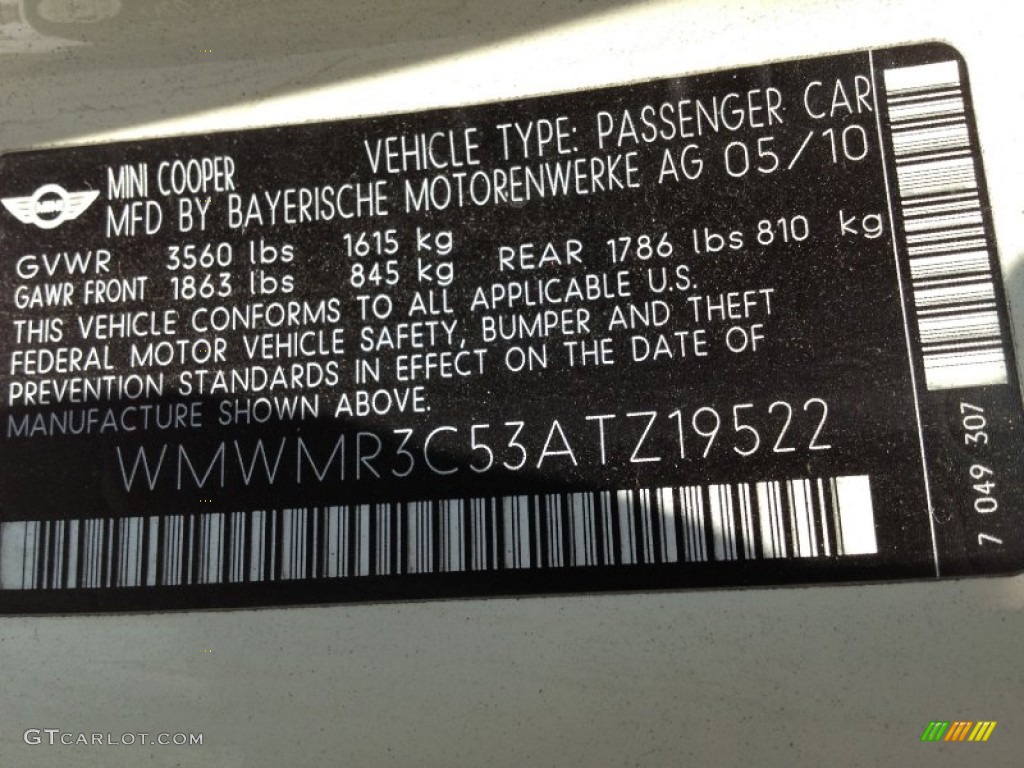 VEHICLE TYPE: PASSENGER CAR
MINI COOPER
MFD BY BAYERISCHE MOTORENWERKE AG 05/10
MINI
GVWR 3560 lbs 1615 kg
GAWR FRONT 1863 lbs 845 kg REAR 1786 lbs 810 kg
THIS VEHICLE CONFORMS TO ALL APPLICABLE U.S.
FEDERAL MOTOR VEHICLE SAFETY, BUMPER AND THEFT
PREVENTION STANDARDS IN EFFECT ON THE DATE OF
MANUFACTURE SHOWN ABOVE.
WMWMR3C53ATZ19522
7 049 307
GTCARLOT.COM